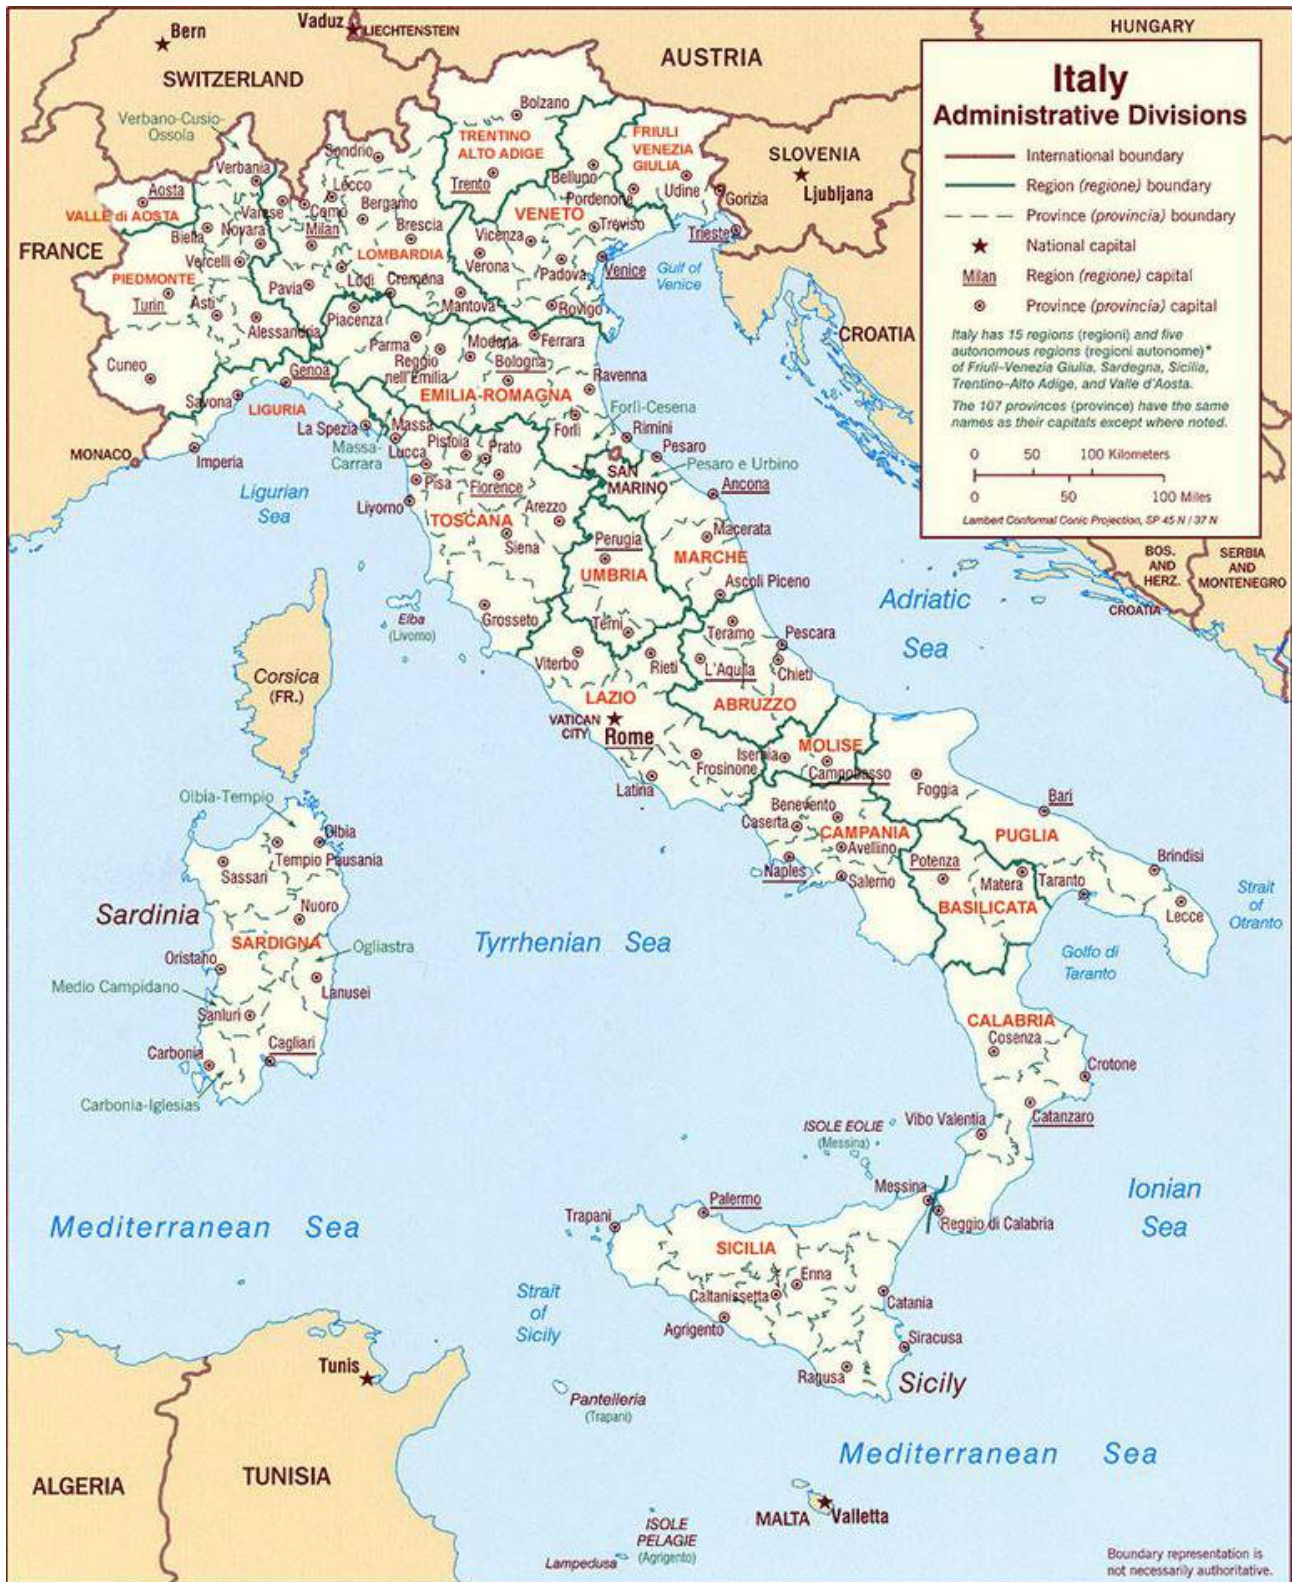 Bern
Vaduz
LIECHTENSTEIN
SWITZERLAND
AUSTRIA
HUNGARY
Italy
Administrative Divisions
International boundary
Region (regione) boundary
Province (provincia) boundary
National capital
Milan
Region (regione) capital
Province (provincia) capital
Italy has 15 regions (regioni) and five
autonomous regions (regioni autonome)*
of Friuli-Venezia Giulia, Sardegna, Sicilia,
Trentino-Alto Adige, and Valle d'Aosta.
The 107 provinces (province) have the same
names as their capitals except where noted.
0 50 100 Kilometers
0 50 100 Miles
Lambert Conformal Conic Projection, SP 45 N / 37 N
Verbano-Cusio-
Ossola
Bolzano
TRENTINO
ALTO ADIGE
FRIULI
VENEZIA
GIULIA
SLOVENIA
Ljubljana
Sondrio
Verbania
Trento
Belluno
Pordenone
Udine
Gorizia
Aosta
VALLE di AOSTA
Lecco
Varese
Como
Bergamo
VENETO
Treviso
Trieste
Biella
Novara
Milan
Brescia
Vicenza
FRANCE
Vercelli
LOMBARDIA
Verona
Padova
Venice
Gulf of
Venice
PIEDMONTE
Turin
Asti
Pavia
Lodi
Cremona
Mantova
Rovigo
Alessandria
Piacenza
CROATIA
Parma
Reggio
nell'Emilia
Modena
Ferrara
Bologna
Cuneo
Genoa
Ravenna
EMILIA-ROMAGNA
Savona
LIGURIA
Forli-Cesena
La Spezia
Massa
Forli
Rimini
MONACO
Imperia
Massa-
Carrara
Lucca
Pistoia
Prato
Pesaro
SAN
MARINO
Pesaro e Urbino
Pisa
Florence
Ancona
Ligurian
Sea
Livorno
TOSCANA
Arezzo
Siena
Perugia
Macerata
MARCHE
UMBRIA
Ascoli Piceno
BOS.
AND
HERZ.
SERBIA
AND
MONTENEGRO
CROATIA
Adriatic
Sea
Elba
(Livorno)
Grosseto
Terni
Teramo
Pescara
Viterbo
Rieti
L'Aquila
Chieti
Corsica
(FR.)
LAZIO
ABRUZZO
VATICAN
CITY
Rome
MOLISE
Isernia
Frosinone
Campobasso
Latina
Foggia
Olbia-Tempio
Benevento
Bari
Caserta
CAMPANIA
PUGLIA
Olbia
Tempio Pausania
Avellino
Sassari
Naples
Salerno
Potenza
Matera
Taranto
Brindisi
Sardinia
Nuoro
BASILICATA
Lecce
Strait
of
Otranto
SARDIGNA
Ogliastra
Tyrrhenian Sea
Golfo di
Taranto
Oristano
Medio Campidano
Lanusei
Sanluri
CALABRIA
Cosenza
Cagliari
Carbonia
Crotone
Carbonia-Iglesias
ISOLE EOLIE
(Messina)
Vibo Valentia
Catanzaro
Messina
Ionian
Sea
Palermo
Trapani
Reggio di Calabria
Mediterranean Sea
SICILIA
Enna
Caltanissetta
Catania
Strait
of
Sicily
Agrigento
Siracusa
Tunis
Ragusa
Sicily
Pantelleria
(Trapani)
Mediterranean Sea
ALGERIA
TUNISIA
MALTA
Valletta
ISOLE
PELAGIE
(Agrigento)
Lampedusa
Boundary representation is
not necessarily authoritative.